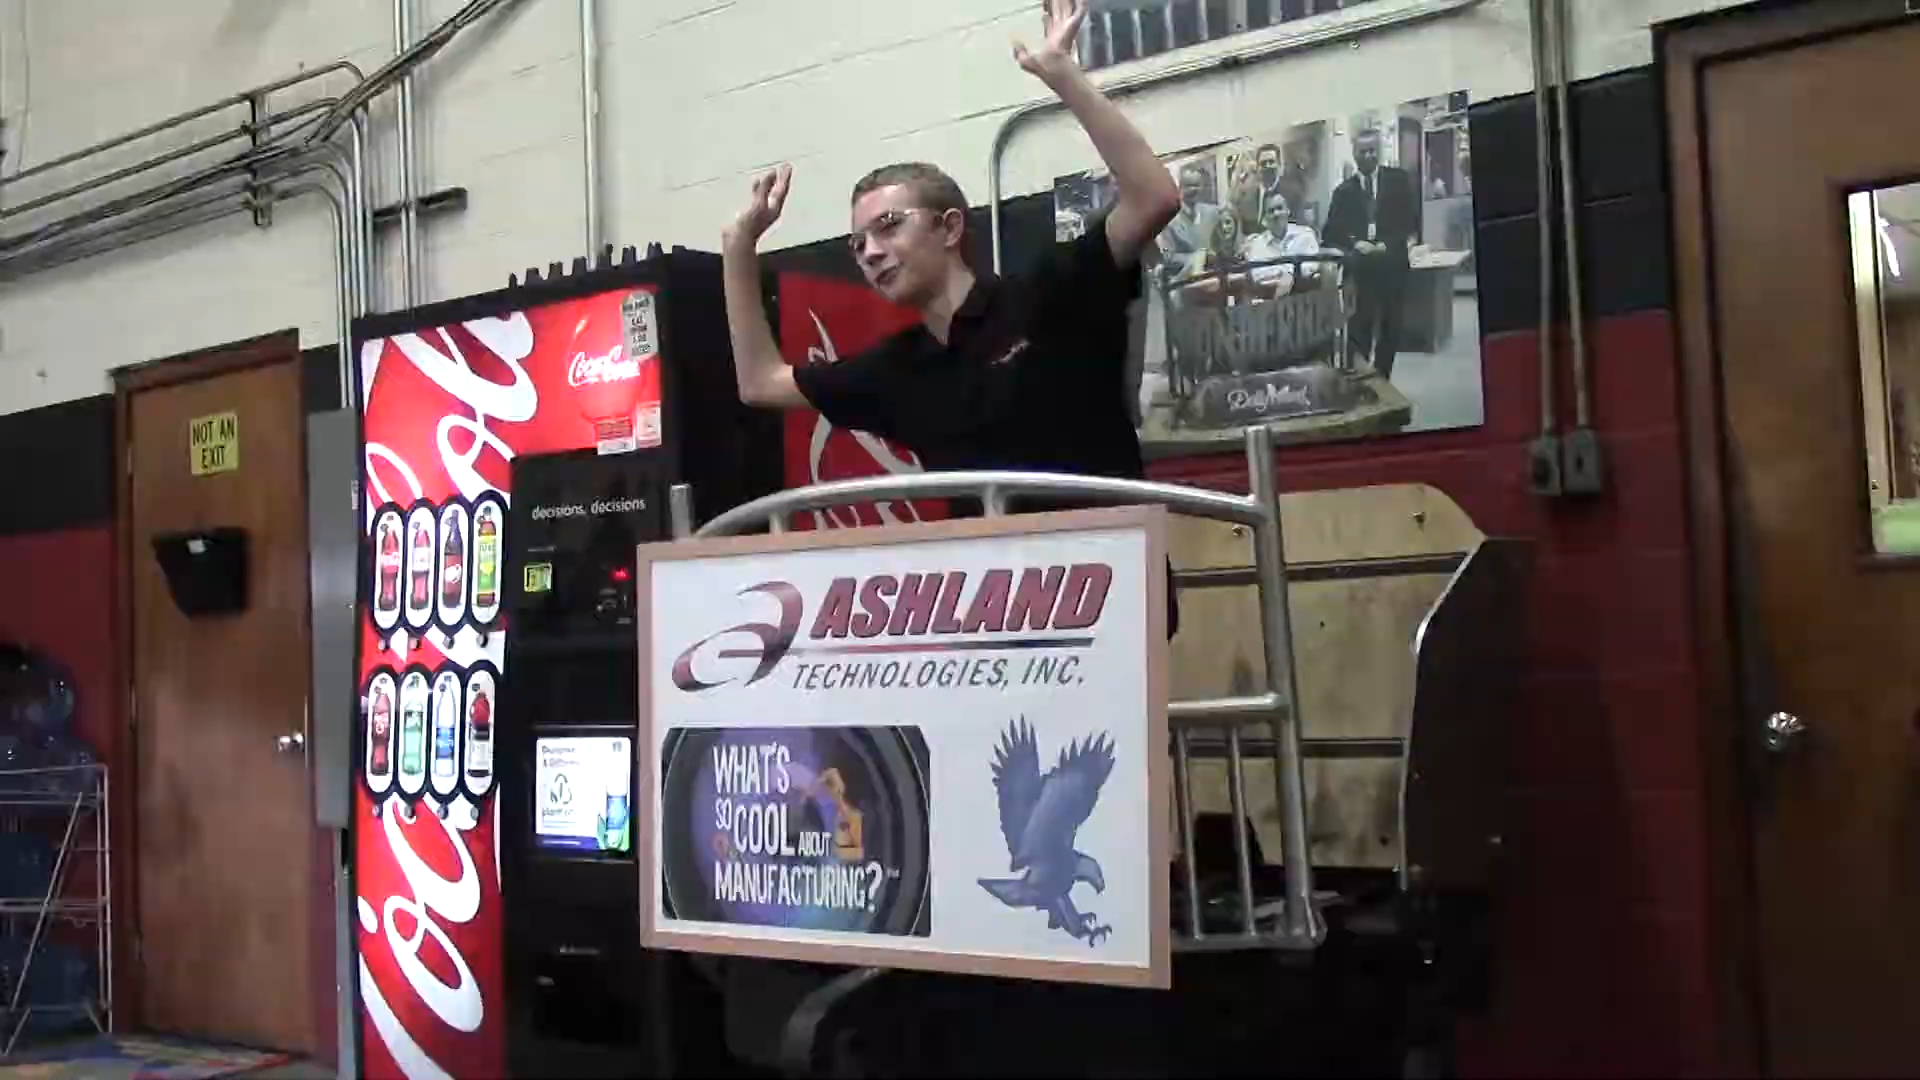 NOT AN
EXIT
Coca-Cola
Coca-Cola
decisions, decisions
ASHLAND
TECHNOLOGIES, INC.
WHAT'S
SO COOL ABOUT
MANUFACTURING?